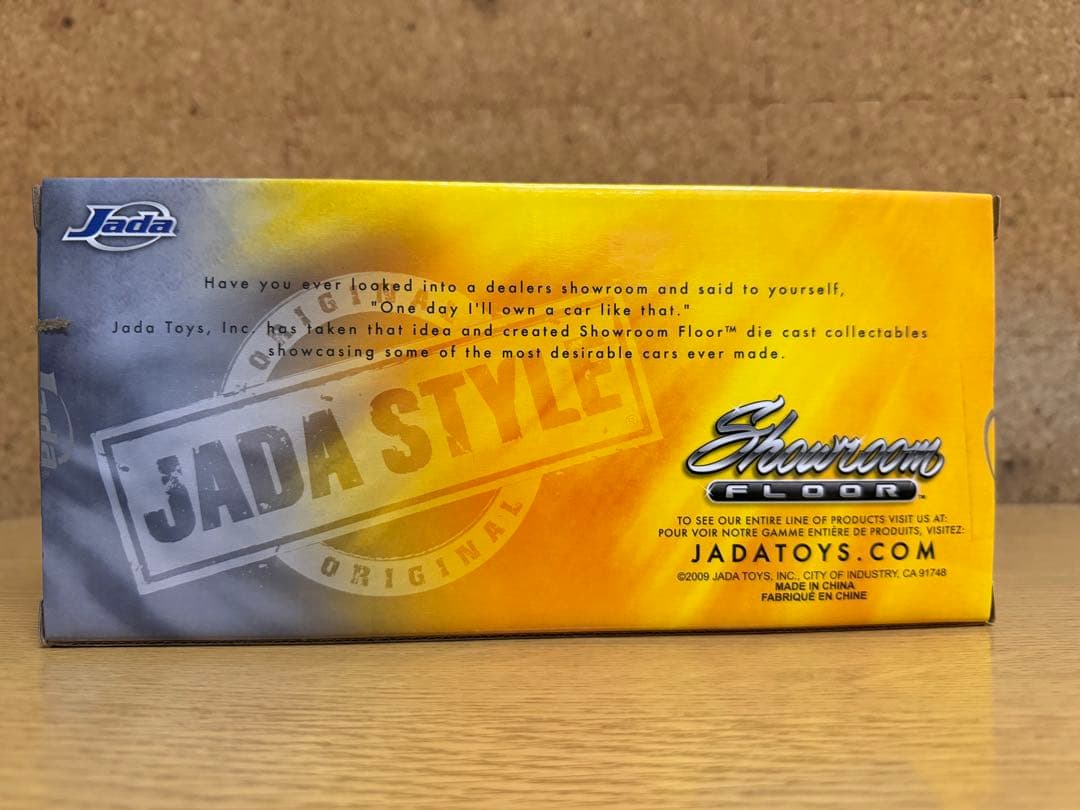 Jada
Have you ever looked into a dealers showroom and said to yourself,
"One day I'll own a car like that."
Jada Toys, Inc. has taken that idea and created Showroom Floor™ die cast collectables
showcasing some of the most desirable cars ever made.
ORIGINAL
JADA STYLE
ORIGINAL
Showroom
FLOOR™
TO SEE OUR ENTIRE LINE OF PRODUCTS VISIT US AT:
POUR VOIR NOTRE GAMME ENTIÈRE DE PRODUITS, VISITEZ:
JADATOYS.COM
©2009 JADA TOYS, INC., CITY OF INDUSTRY, CA 91748
MADE IN CHINA
FABRIQUÉ EN CHINE